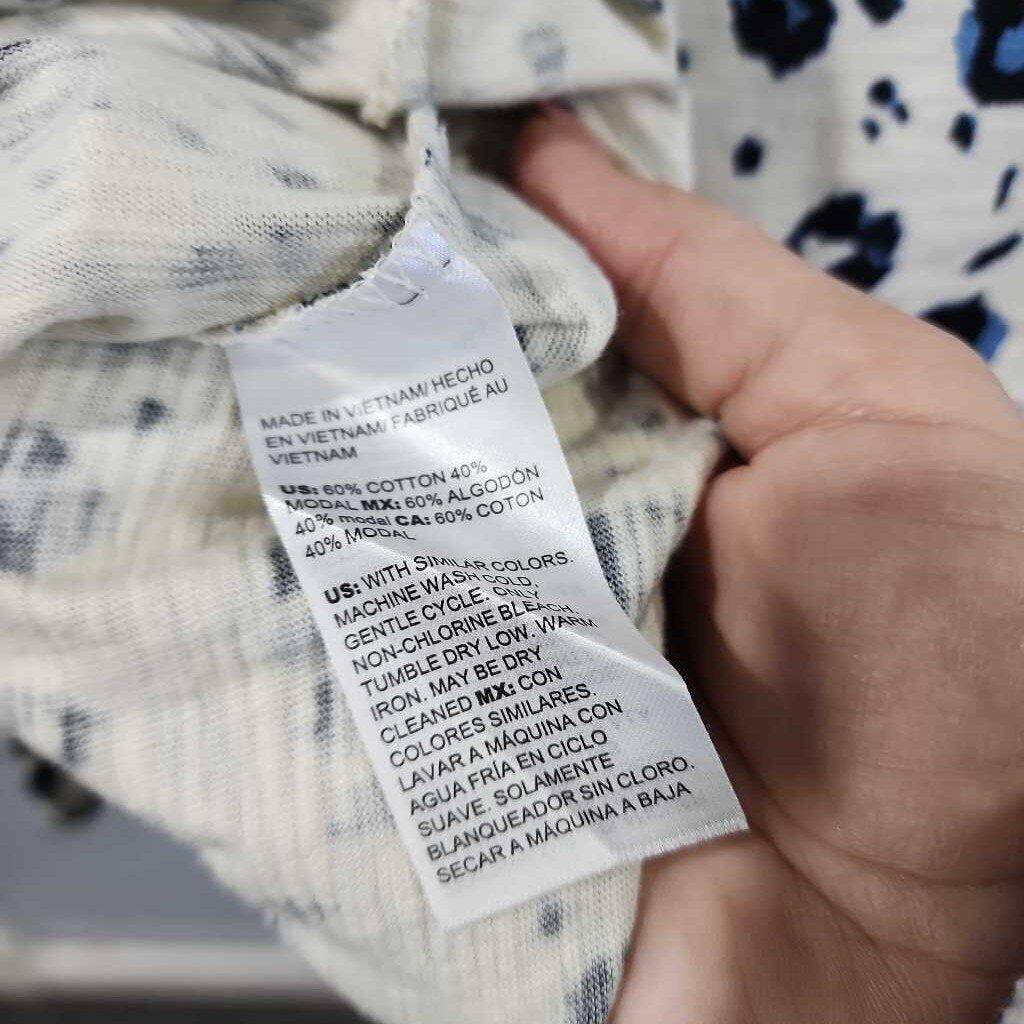 MADE IN VIETNAM/ HECHO
EN VIETNAM/ FABRIQUÉ AU
VIETNAM
US: 60% COTTON 40%
MODAL MX: 60% ALGODÓN
40% modal CA: 60% COTON
40% MODAL
US: WITH SIMILAR COLORS.
MACHINE WASH COLD,
GENTLE CYCLE. ONLY
NON-CHLORINE BLEACH.
TUMBLE DRY LOW. WARM
IRON. MAY BE DRY
CLEANED MX: CON
COLORES SIMILARES.
LAVAR A MÁQUINA CON
AGUA FRÍA EN CICLO
SUAVE. SOLAMENTE
BLANQUEADOR SIN CLORO.
SECAR A MÁQUINA A BAJA